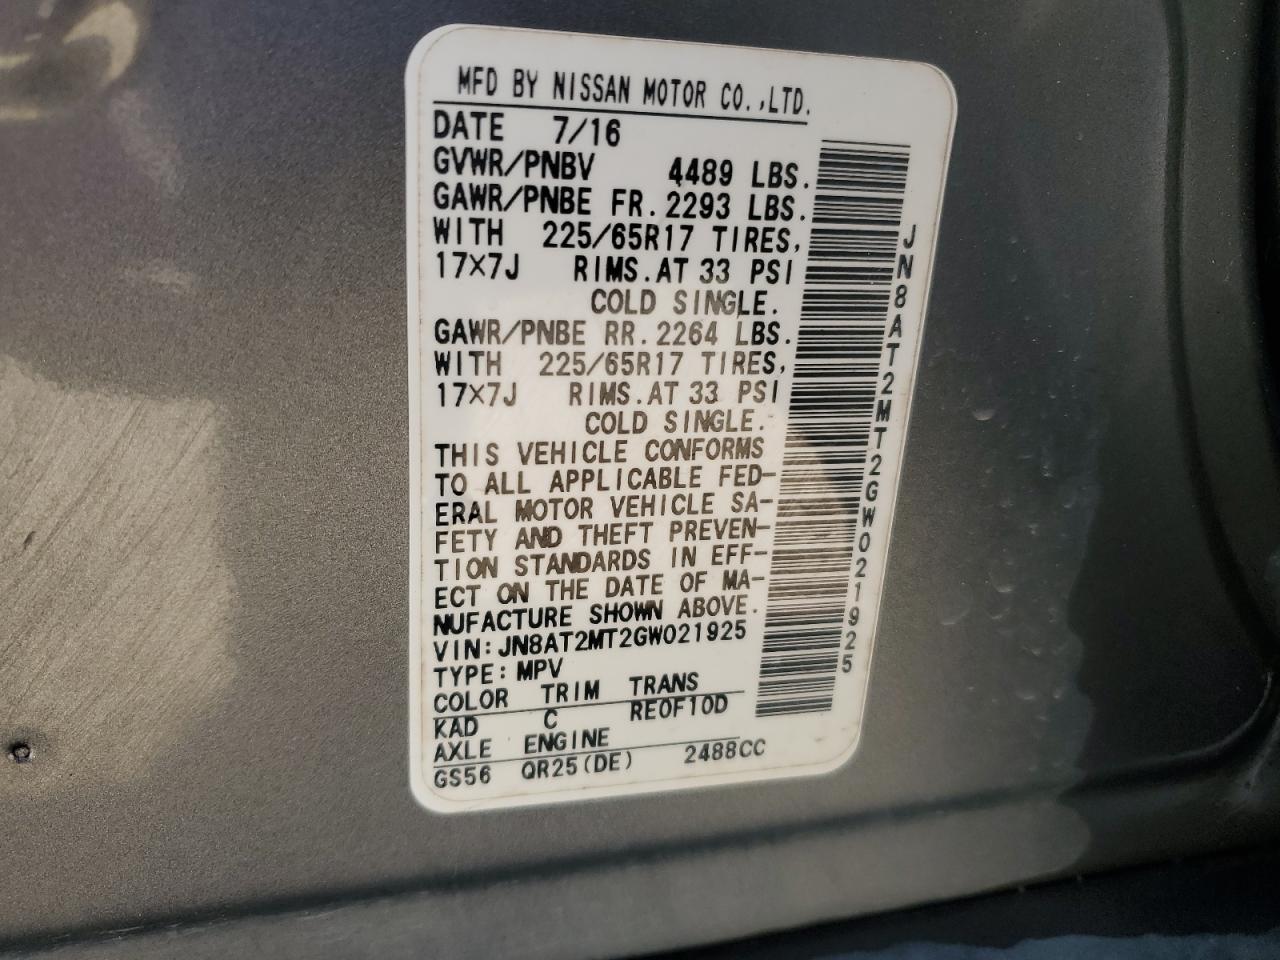 MFD BY NISSAN MOTOR CO.,LTD.
DATE 7/16
GVWR/PNBV 4489 LBS.
GAWR/PNBE FR. 2293 LBS.
WITH 225/65R17 TIRES,
17×7J RIMS. AT 33 PSI
COLD SINGLE.
GAWR/PNBE RR. 2264 LBS.
WITH 225/65R17 TIRES,
17×7J RIMS. AT 33 PSI
COLD SINGLE.
THIS VEHICLE CONFORMS
TO ALL APPLICABLE FED-
ERAL MOTOR VEHICLE SA-
FETY AND THEFT PREVEN-
TION STANDARDS IN EFF-
ECT ON THE DATE OF MA-
NUFACTURE SHOWN ABOVE.
VIN: JN8AT2MT2GW021925
TYPE: MPV
COLOR TRIM TRANS
KAD C RE0F10D
AXLE ENGINE
GS56 QR25(DE) 2488CC
JN8AT2MT2GW021925